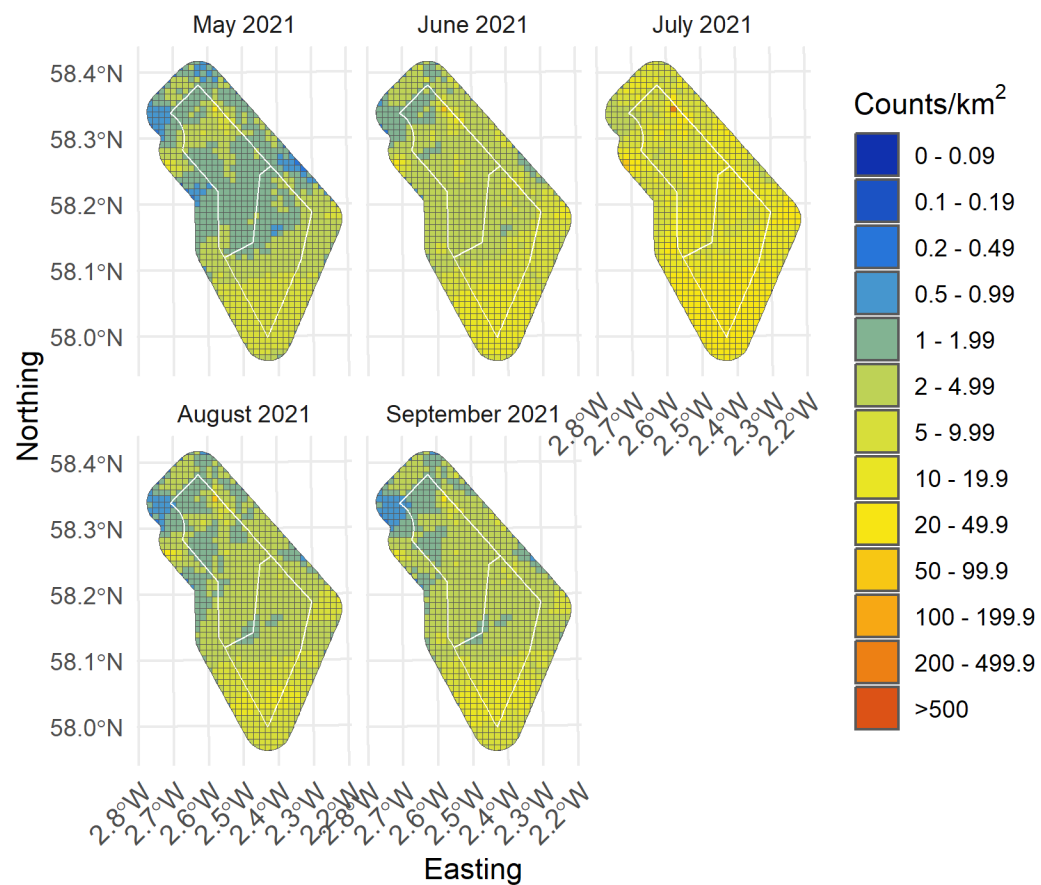 May 2021
June 2021
July 2021
58.4°N
58.3°N
58.2°N
58.1°N
58.0°N
2.8°W
2.7°W
2.6°W
2.5°W
2.4°W
2.3°W
2.2°W
August 2021
September 2021
58.4°N
58.3°N
58.2°N
58.1°N
58.0°N
2.8°W
2.7°W
2.6°W
2.5°W
2.4°W
2.3°W
2.2°W
2.8°W
2.7°W
2.6°W
2.5°W
2.4°W
2.3°W
2.2°W
Northing
Easting
Counts/km²
0 - 0.09
0.1 - 0.19
0.2 - 0.49
0.5 - 0.99
1 - 1.99
2 - 4.99
5 - 9.99
10 - 19.9
20 - 49.9
50 - 99.9
100 - 199.9
200 - 499.9
>500